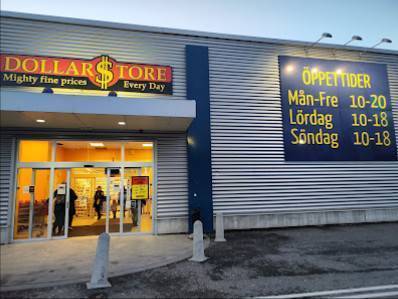 DOLLAR$TORE
Mighty fine prices Every Day
ÖPPETTIDER
Mån-Fre 10-20
Lördag 10-18
Söndag 10-18